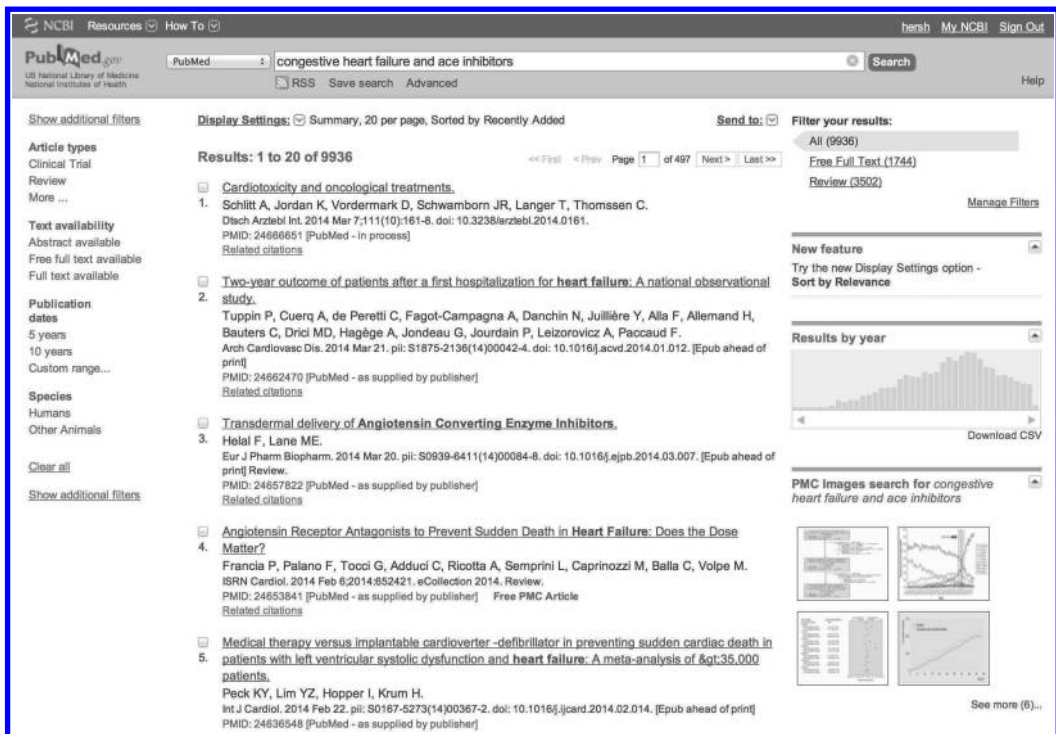 NCBI Resources How To hersh My NCBI Sign Out
PubMed.gov
US National Library of Medicine
National Institutes of Health
PubMed congestive heart failure and ace inhibitors Search
RSS Save search Advanced Help
Show additional filters
Article types
Clinical Trial
Review
More ...
Text availability
Abstract available
Free full text available
Full text available
Publication
dates
5 years
10 years
Custom range...
Species
Humans
Other Animals
Clear all
Show additional filters
Display Settings: Summary, 20 per page, Sorted by Recently Added Send to:
Results: 1 to 20 of 9936 << First < Prev Page 1 of 497 Next > Last >>
Cardiotoxicity and oncological treatments.
1. Schlitt A, Jordan K, Vordermark D, Schwamborn JR, Langer T, Thomssen C.
Dtsch Arztebl Int. 2014 Mar 7;111(10):161-8. doi: 10.3238/arztebl.2014.0161.
PMID: 24666651 [PubMed - in process]
Related citations
Two-year outcome of patients after a first hospitalization for heart failure: A national observational
2. study.
Tuppin P, Cuerq A, de Peretti C, Fagot-Campagna A, Danchin N, Juillière Y, Alla F, Allemand H,
Bauters C, Drici MD, Hagège A, Jondeau G, Jourdain P, Leizorovicz A, Paccaud F.
Arch Cardiovasc Dis. 2014 Mar 21. pii: S1875-2136(14)00042-4. doi: 10.1016/j.acvd.2014.01.012. [Epub ahead of
print]
PMID: 24662470 [PubMed - as supplied by publisher]
Related citations
Transdermal delivery of Angiotensin Converting Enzyme Inhibitors.
3. Helal F, Lane ME.
Eur J Pharm Biopharm. 2014 Mar 20. pii: S0939-6411(14)00084-8. doi: 10.1016/j.ejpb.2014.03.007. [Epub ahead of
print] Review.
PMID: 24657822 [PubMed - as supplied by publisher]
Related citations
Angiotensin Receptor Antagonists to Prevent Sudden Death in Heart Failure: Does the Dose
4. Matter?
Francia P, Palano F, Tocci G, Adduci C, Ricotta A, Semprini L, Caprinozzi M, Balla C, Volpe M.
ISRN Cardiol. 2014 Feb 6;2014:652421. eCollection 2014. Review.
PMID: 24653841 [PubMed - as supplied by publisher] Free PMC Article
Related citations
Medical therapy versus implantable cardioverter -defibrillator in preventing sudden cardiac death in
5. patients with left ventricular systolic dysfunction and heart failure: A meta-analysis of &gt;35,000
patients.
Peck KY, Lim YZ, Hopper I, Krum H.
Int J Cardiol. 2014 Feb 22. pii: S0167-5273(14)00367-2. doi: 10.1016/j.ijcard.2014.02.014. [Epub ahead of print]
PMID: 24636548 [PubMed - as supplied by publisher]
Filter your results:
All (9936)
Free Full Text (1744)
Review (3502)
Manage Filters
New feature
Try the new Display Settings option -
Sort by Relevance
Results by year
Download CSV
PMC Images search for congestive
heart failure and ace inhibitors
See more (6)...